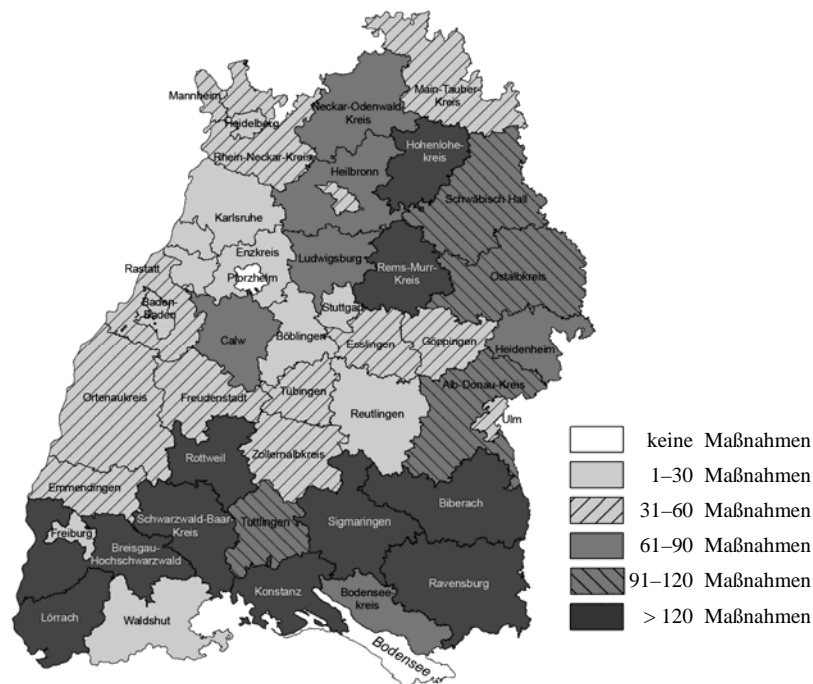 Main-Tauber-
Kreis
Mannheim
Neckar-Odenwald-
Kreis
Heidelberg
Hohenlohe-
kreis
Rhein-Neckar-Kreis
Heilbronn
Schwäbisch Hall
Karlsruhe
Enzkreis
Ludwigsburg
Rems-Murr-
Kreis
Ostalbkreis
Rastatt
Pforzheim
Baden-
Baden
Stuttgart
Calw
Böblingen
Esslingen
Göppingen
Heidenheim
Alb-Donau-Kreis
Ortenaukreis
Freudenstadt
Tübingen
Reutlingen
Ulm
Rottweil
Zollernalbkreis
Emmendingen
Biberach
Schwarzwald-Baar-
Kreis
Tuttlingen
Sigmaringen
Freiburg
Breisgau-
Hochschwarzwald
Konstanz
Bodensee-
kreis
Ravensburg
Lörrach
Waldshut
Bodensee
keine Maßnahmen
1–30 Maßnahmen
31–60 Maßnahmen
61–90 Maßnahmen
91–120 Maßnahmen
> 120 Maßnahmen